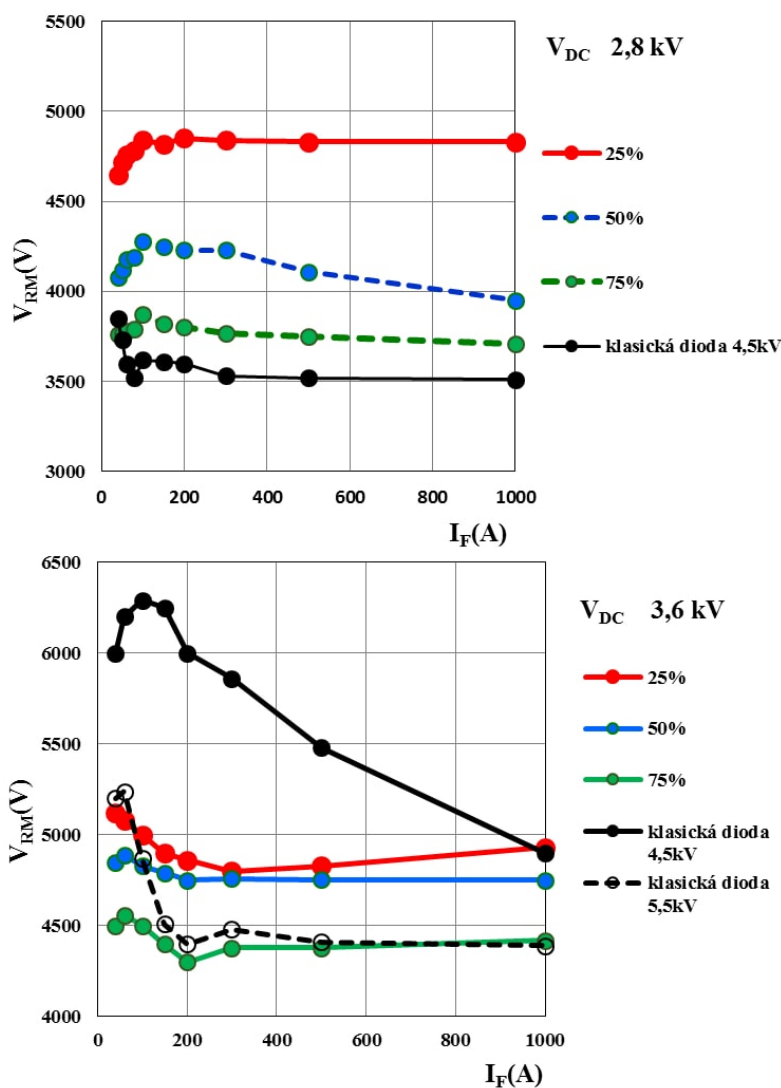 5500
V_DC 2,8 kV
5000
25%
4500
50%
V_RM(V)
4000
75%
klasická dioda 4,5kV
3500
3000
0 200 400 600 800 1000
I_F(A)
6500
V_DC 3,6 kV
6000
25%
50%
5500
75%
V_RM(V)
5000
klasická dioda
4,5kV
klasická dioda
5,5kV
4500
4000
0 200 400 600 800 1000
I_F(A)